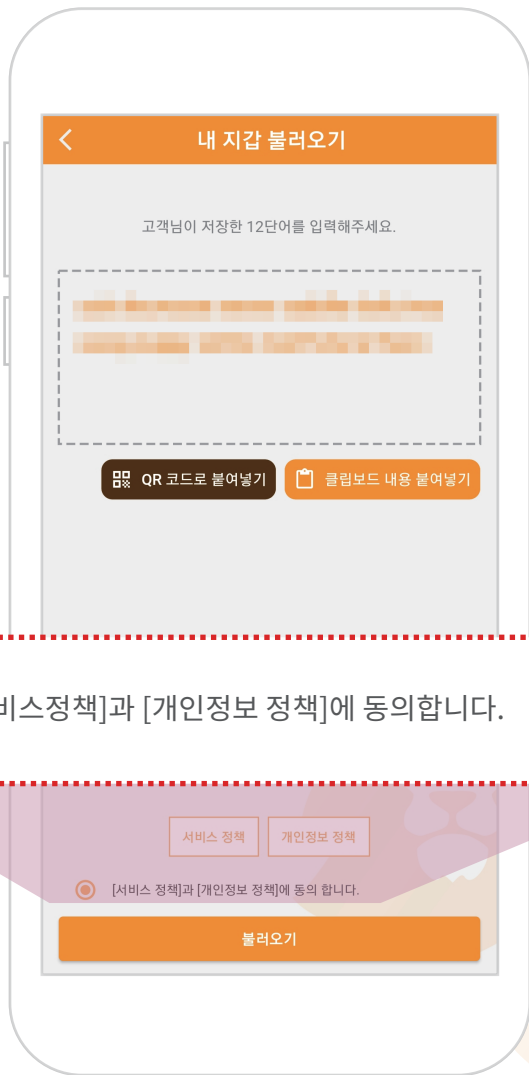 내 지갑 불러오기
고객님이 저장한 12단어를 입력해주세요.
QR 코드로 붙여넣기
클립보드 내용 붙여넣기
비스정책]과 [개인정보 정책]에 동의합니다.
서비스 정책
개인정보 정책
[서비스 정책]과 [개인정보 정책]에 동의 합니다.
불러오기